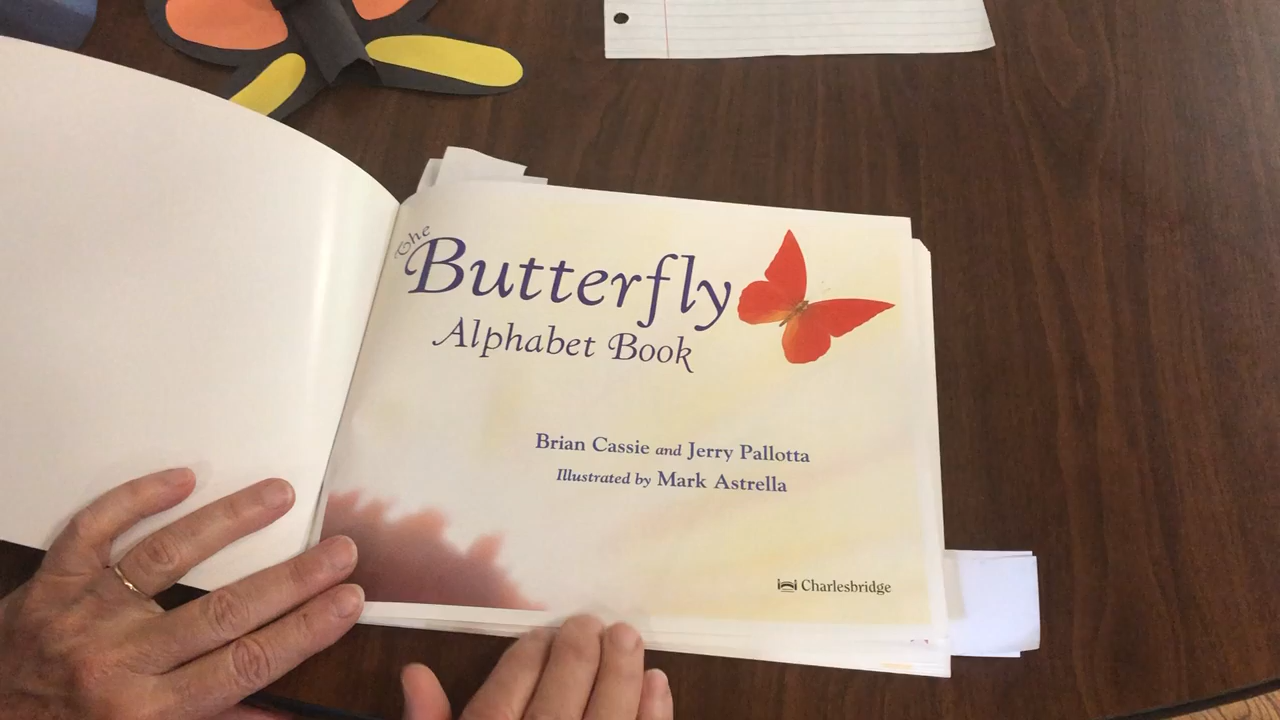 The
Butterfly
Alphabet Book
Brian Cassie and Jerry Pallotta
Illustrated by Mark Astrella
Charlesbridge